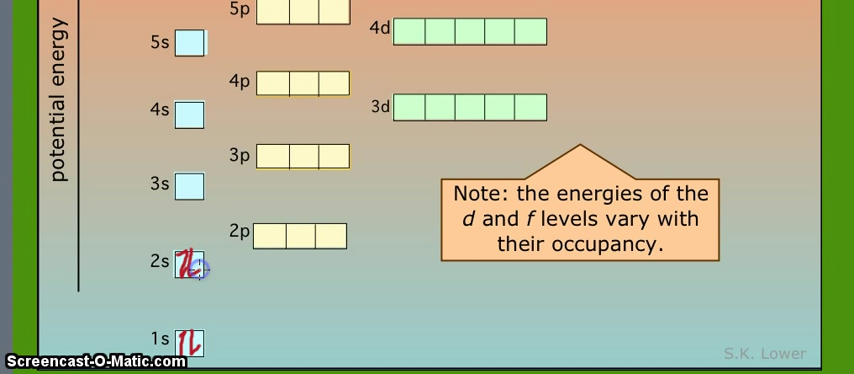 potential energy
5p
4d
5s
4p
4s
3d
3p
3s
Note: the energies of the
d and f levels vary with
their occupancy.
2p
2s
1s
S.K. Lower
Screencast-O-Matic.com